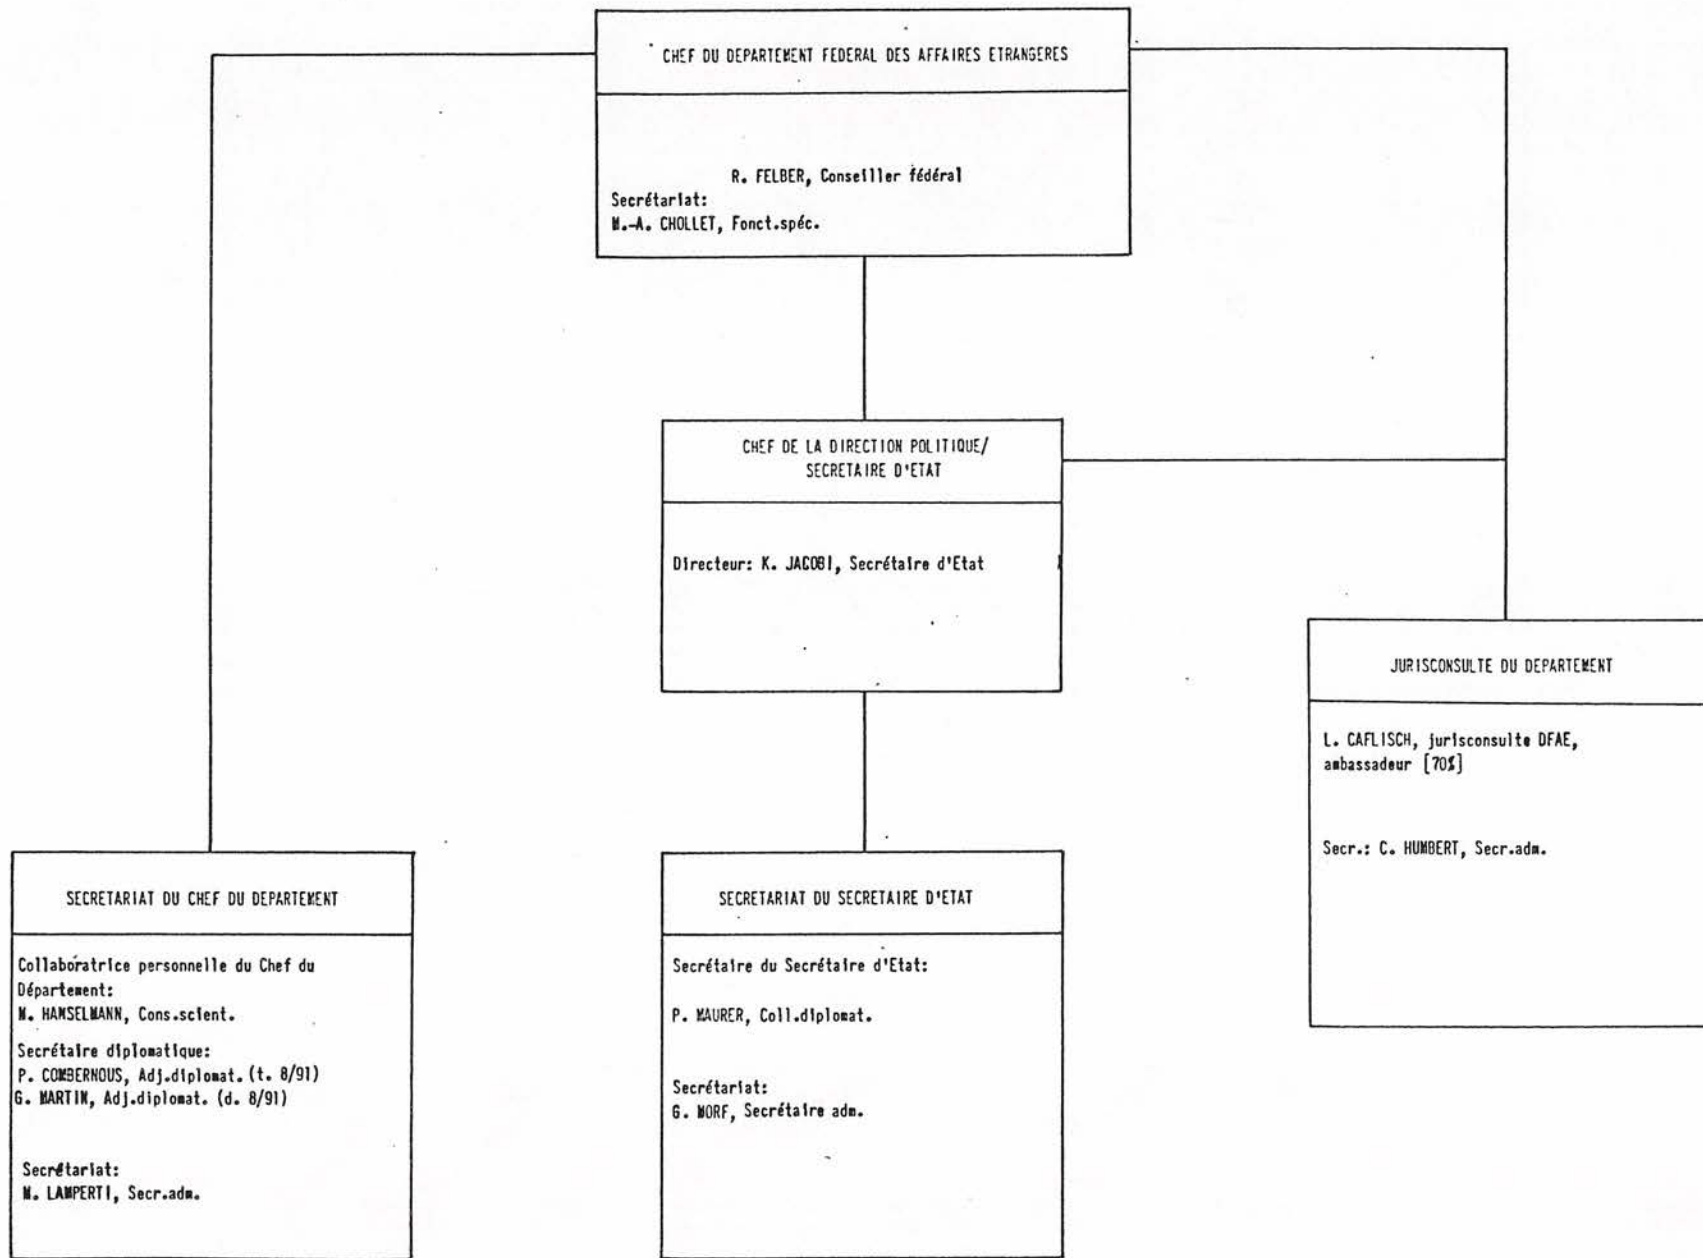 CHEF DU DEPARTEMENT FEDERAL DES AFFAIRES ETRANGERES
R. FELBER, Conseiller fédéral
Secrétariat:
M.-A. CHOLLET, Fonct.spéc.
CHEF DE LA DIRECTION POLITIQUE/
SECRETAIRE D'ETAT
Directeur: K. JACOBI, Secrétaire d'Etat
JURISCONSULTE DU DEPARTEMENT
L. CAFLISCH, jurisconsulte DFAE,
ambassadeur [70%]
Secr.: C. HUMBERT, Secr.adm.
SECRETARIAT DU CHEF DU DEPARTEMENT
Collaboratrice personnelle du Chef du
Département:
M. HANSELMANN, Cons.scient.
Secrétaire diplomatique:
P. COMBERNOUS, Adj.diplomat. (t. 8/91)
G. MARTIN, Adj.diplomat. (d. 8/91)
Secrétariat:
M. LAMPERTI, Secr.adm.
SECRETARIAT DU SECRETAIRE D'ETAT
Secrétaire du Secrétaire d'Etat:
P. MAURER, Coll.diplomat.
Secrétariat:
G. MORF, Secrétaire adm.